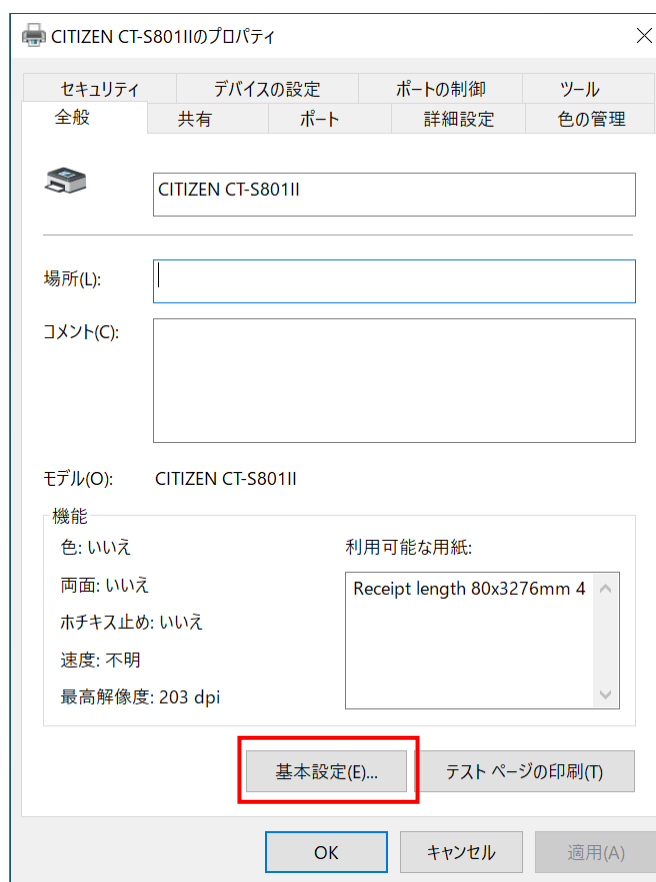 CITIZEN CT-S801IIのプロパティ
セキュリティ デバイスの設定 ポートの制御 ツール
全般 共有 ポート 詳細設定 色の管理
CITIZEN CT-S801II
場所(L):
コメント(C):
モデル(O): CITIZEN CT-S801II
機能
色: いいえ 利用可能な用紙:
両面: いいえ Receipt length 80x3276mm 4
ホチキス止め: いいえ
速度: 不明
最高解像度: 203 dpi
基本設定(E)... テスト ページの印刷(T)
OK キャンセル 適用(A)